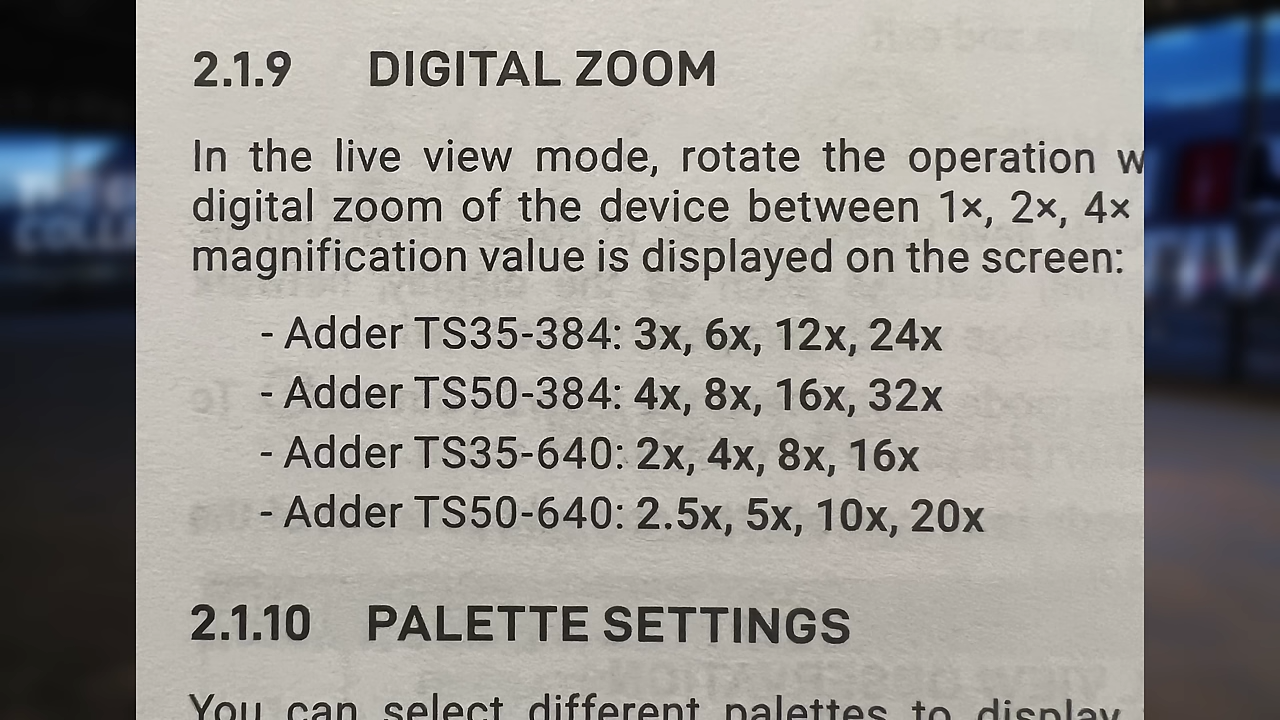 2.1.9 DIGITAL ZOOM
In the live view mode, rotate the operation
digital zoom of the device between 1×, 2×, 4×
magnification value is displayed on the screen:
- Adder TS35-384: 3x, 6x, 12x, 24x
- Adder TS50-384: 4x, 8x, 16x, 32x
- Adder TS35-640: 2x, 4x, 8x, 16x
- Adder TS50-640: 2.5x, 5x, 10x, 20x
2.1.10 PALETTE SETTINGS
You can select different palettes to display